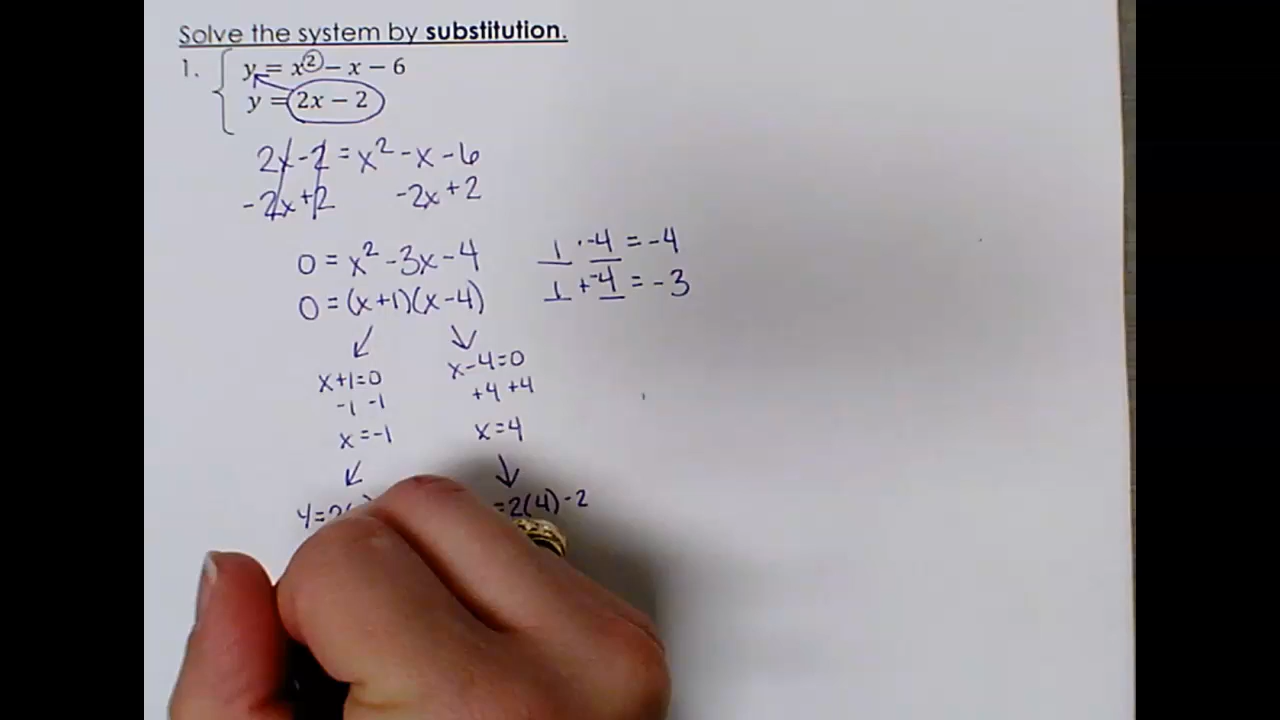 Solve the system by substitution.
1. y = x² − x − 6
y = 2x − 2
2x - 2 = x² - x - 6
-2x + 2 -2x + 2
0 = x² - 3x - 4
1 · -4 = -4
0 = (x+1)(x-4)
1 + -4 = -3
x+1=0
x-4=0
-1 -1
+4 +4
x=-1
x=4
y=2(
=2(4)-2